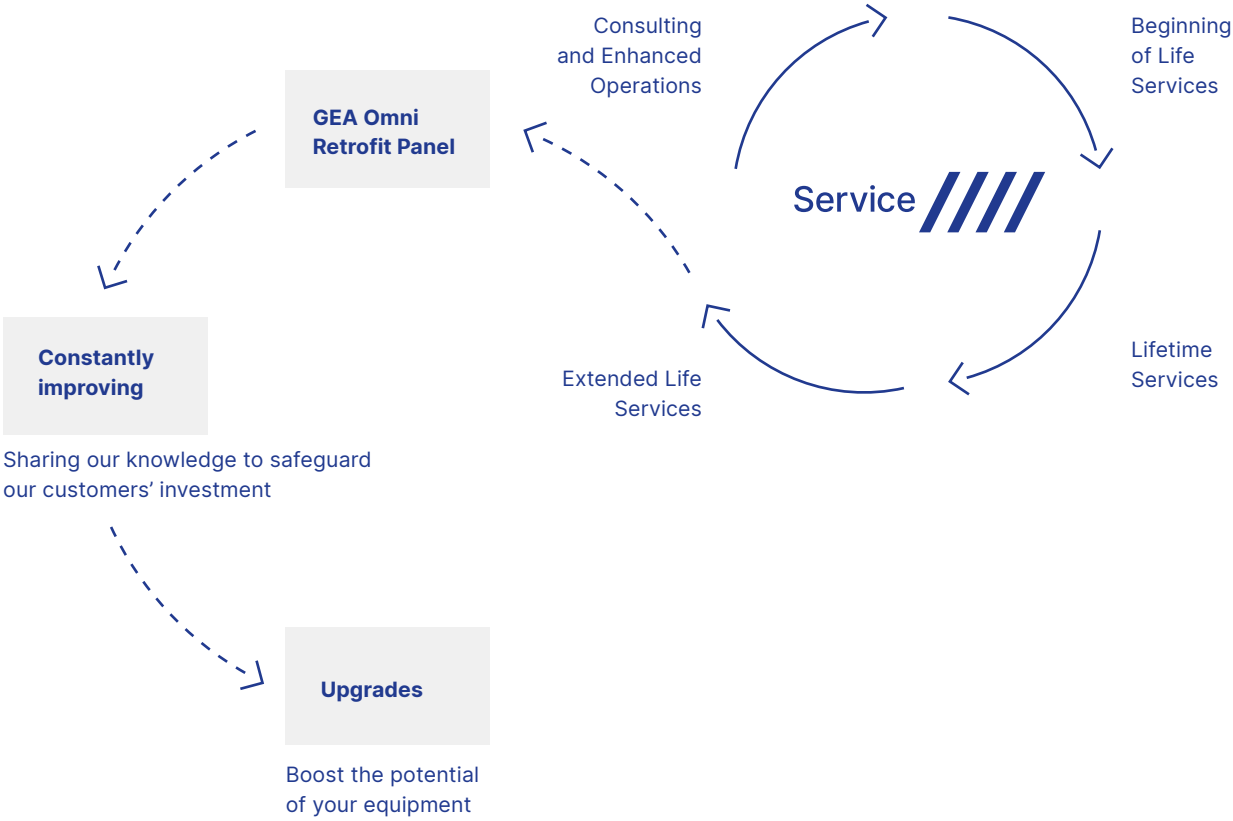 Consulting
and Enhanced
Operations
Beginning
of Life
Services
GEA Omni
Retrofit Panel
Service
Lifetime
Services
Extended Life
Services
Constantly
improving
Sharing our knowledge to safeguard
our customers’ investment
Upgrades
Boost the potential
of your equipment